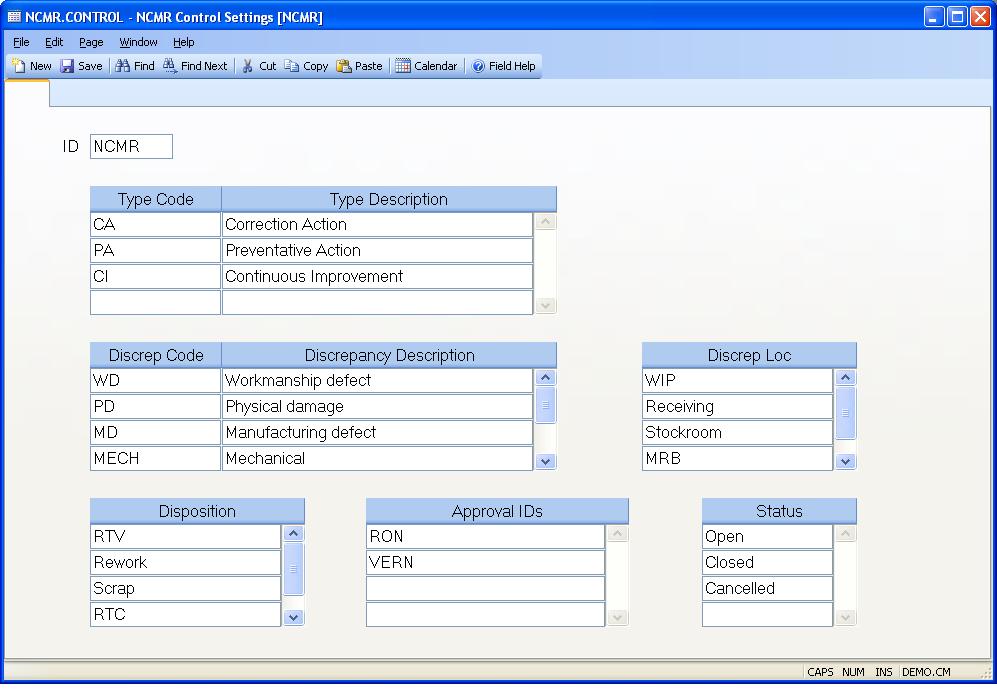 NCMR.CONTROL - NCMR Control Settings [NCMR]
File Edit Page Window Help
New Save Find Find Next Cut Copy Paste Calendar Field Help
ID NCMR
Type Code Type Description
CA Correction Action
PA Preventative Action
CI Continuous Improvement
Discrep Code Discrepancy Description Discrep Loc
WD Workmanship defect WIP
PD Physical damage Receiving
MD Manufacturing defect Stockroom
MECH Mechanical MRB
Disposition Approval IDs Status
RTV RON Open
Rework VERN Closed
Scrap Cancelled
RTC
CAPS NUM INS DEMO.CM